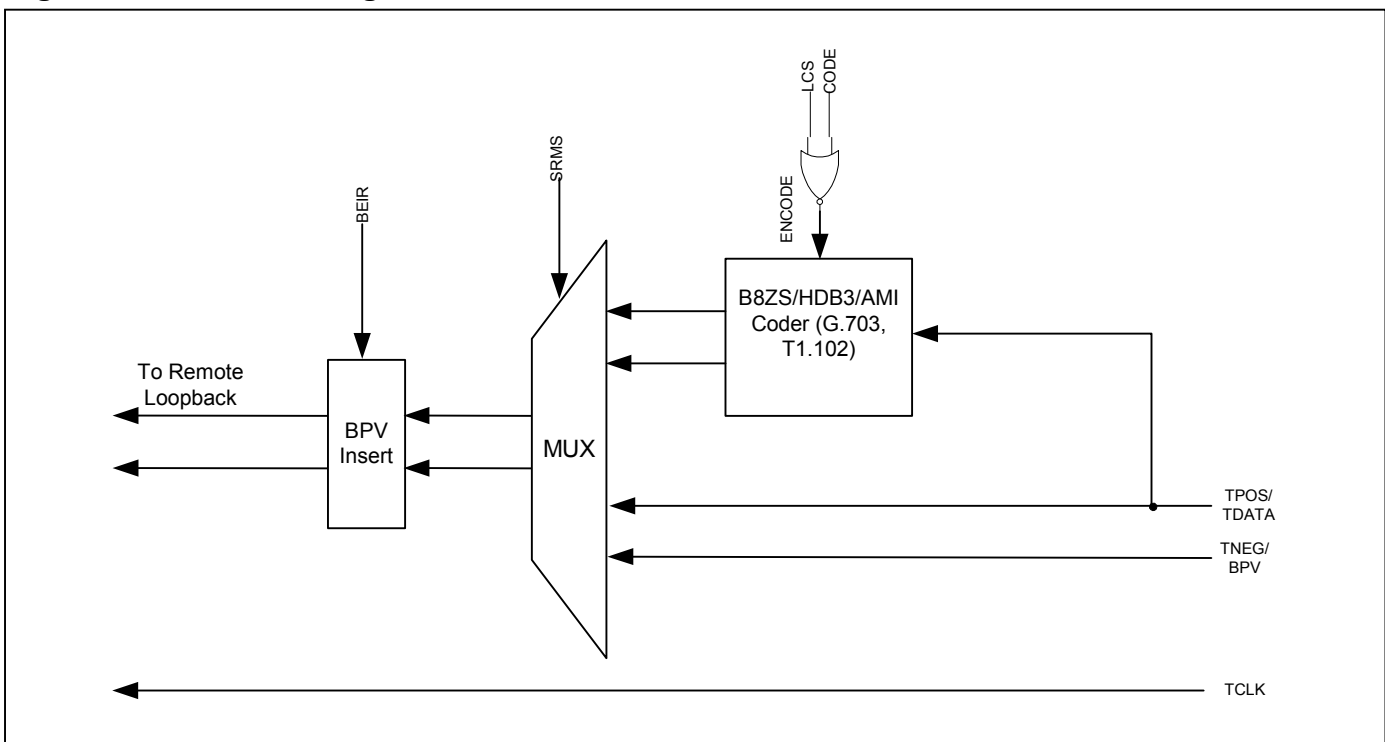 LCS
CODE
SRMS
BEIR
ENCODE
B8ZS/HDB3/AMI
Coder (G.703,
T1.102)
To Remote
Loopback
BPV
Insert
MUX
TPOS/
TDATA
TNEG/
BPV
TCLK